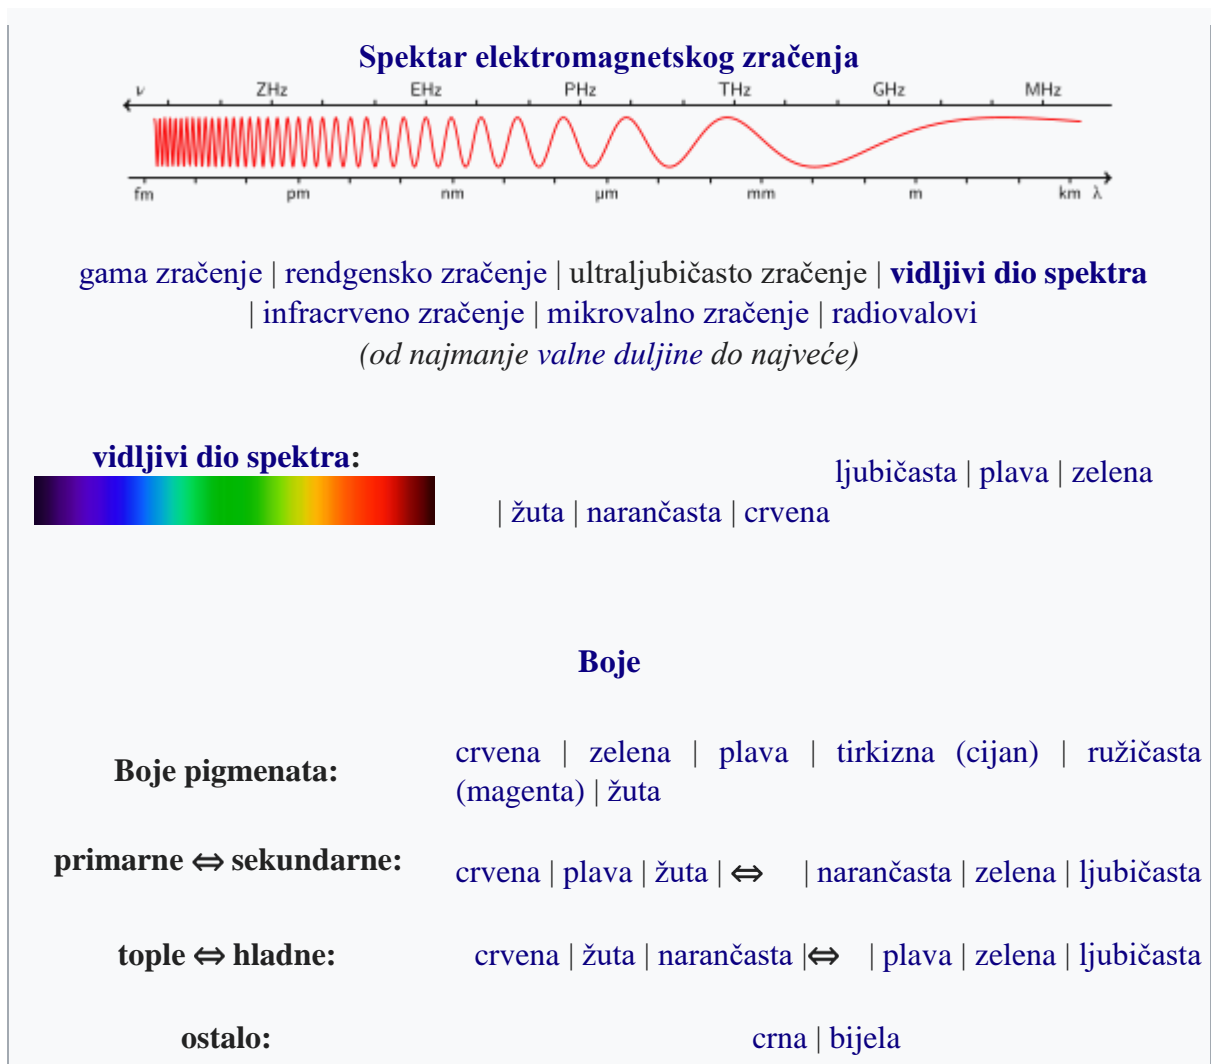 Spektar elektromagnetskog zračenja
ν ZHz EHz PHz THz GHz MHz
fm pm nm μm mm m km λ
gama zračenje | rendgensko zračenje | ultraljubičasto zračenje | vidljivi dio spektra
| infracrveno zračenje | mikrovalno zračenje | radiovalovi
(od najmanje valne duljine do najveće)
vidljivi dio spektra:
ljubičasta | plava | zelena
| žuta | narančasta | crvena
Boje
Boje pigmenata:
crvena | zelena | plava | tirkizna (cijan) | ružičasta
(magenta) | žuta
primarne ⇔ sekundarne:
crvena | plava | žuta | ⇔ | narančasta | zelena | ljubičasta
tople ⇔ hladne:
crvena | žuta | narančasta |⇔ | plava | zelena | ljubičasta
ostalo:
crna | bijela